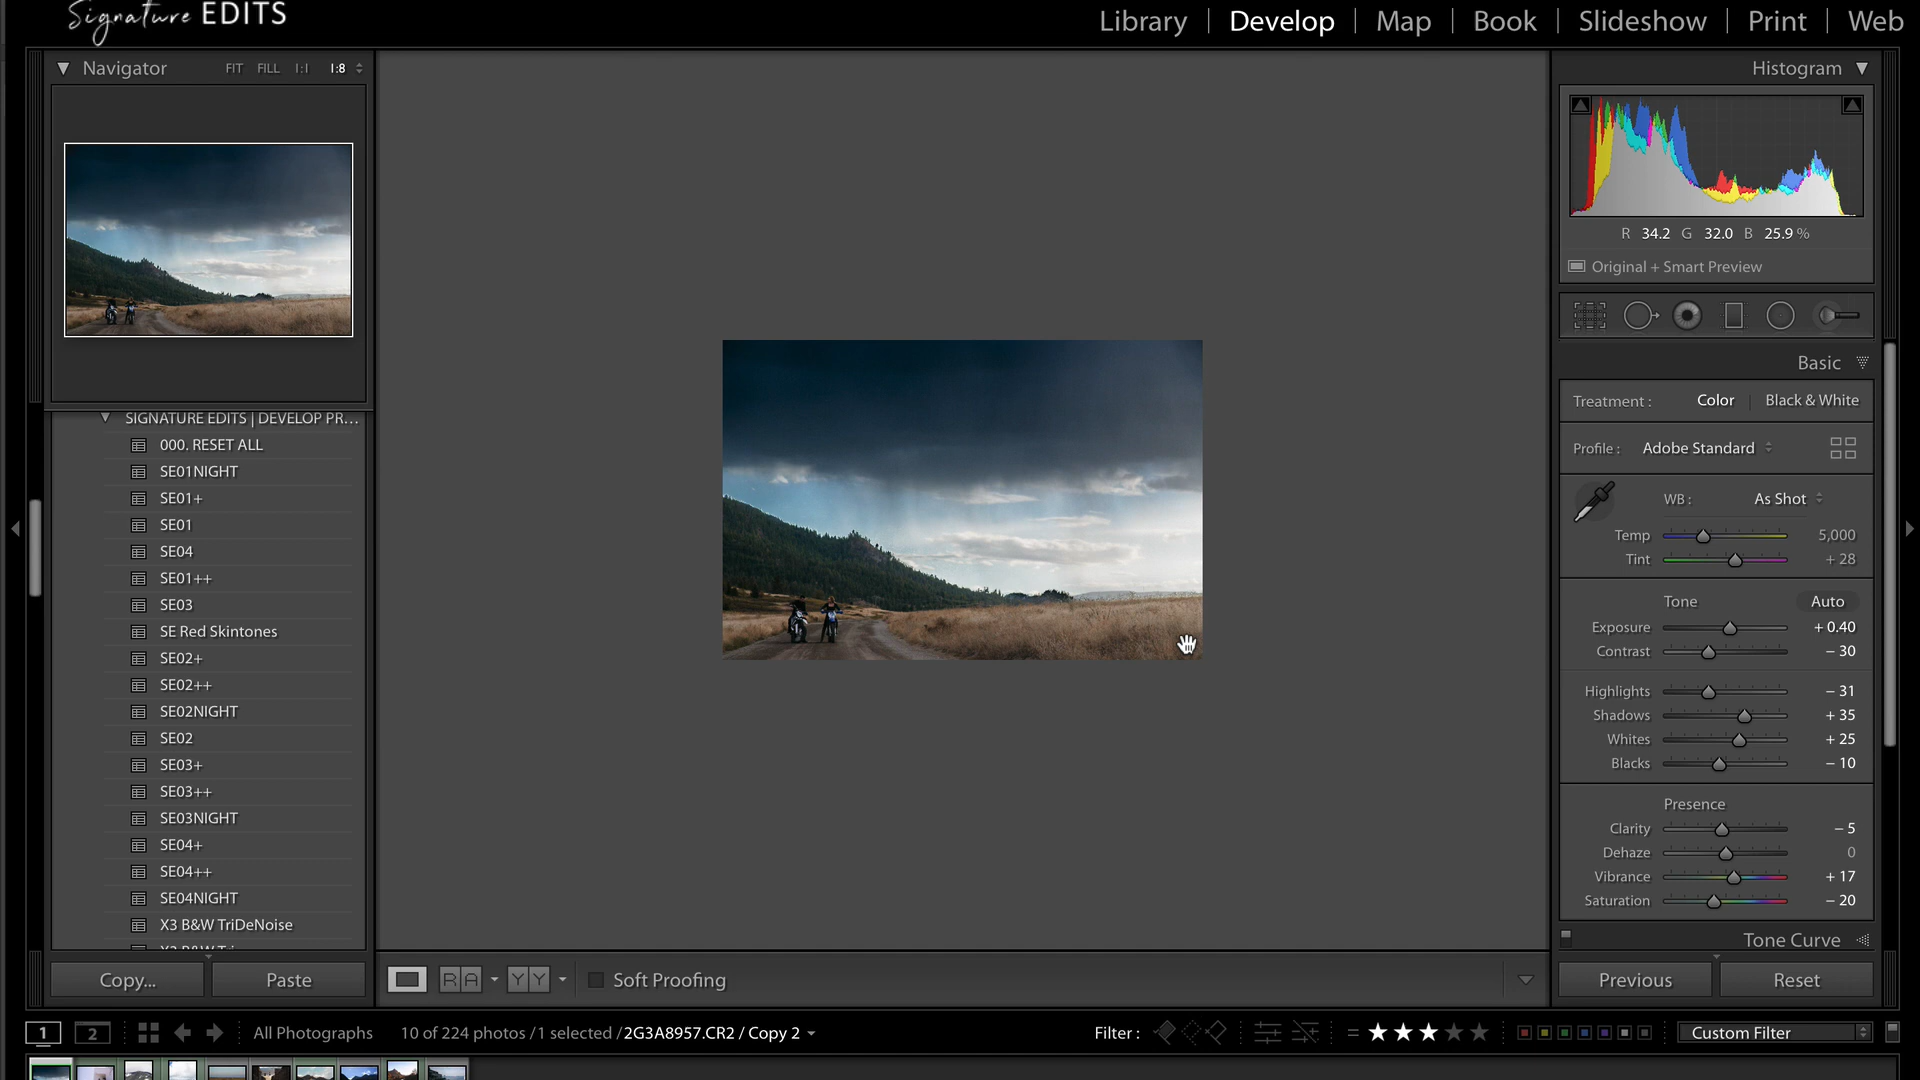 Signature EDITS
Library | Develop | Map | Book | Slideshow | Print | Web
Navigator FIT FILL 1:1 1:8
SIGNATURE EDITS | DEVELOP PR...
000. RESET ALL
SE01NIGHT
SE01+
SE01
SE04
SE01++
SE03
SE Red Skintones
SE02+
SE02++
SE02NIGHT
SE02
SE03+
SE03++
SE03NIGHT
SE04+
SE04++
SE04NIGHT
X3 B&W TriDeNoise
Copy... Paste
R A Y Y Soft Proofing
Histogram
R 34.2 G 32.0 B 25.9 %
Original + Smart Preview
Basic
Treatment : Color Black & White
Profile : Adobe Standard
WB : As Shot
Temp 5,000
Tint + 28
Tone Auto
Exposure + 0.40
Contrast – 30
Highlights – 31
Shadows + 35
Whites + 25
Blacks – 10
Presence
Clarity – 5
Dehaze 0
Vibrance + 17
Saturation – 20
Tone Curve
Previous Reset
1 2 All Photographs 10 of 224 photos /1 selected /2G3A8957.CR2 / Copy 2 Filter : = Custom Filter